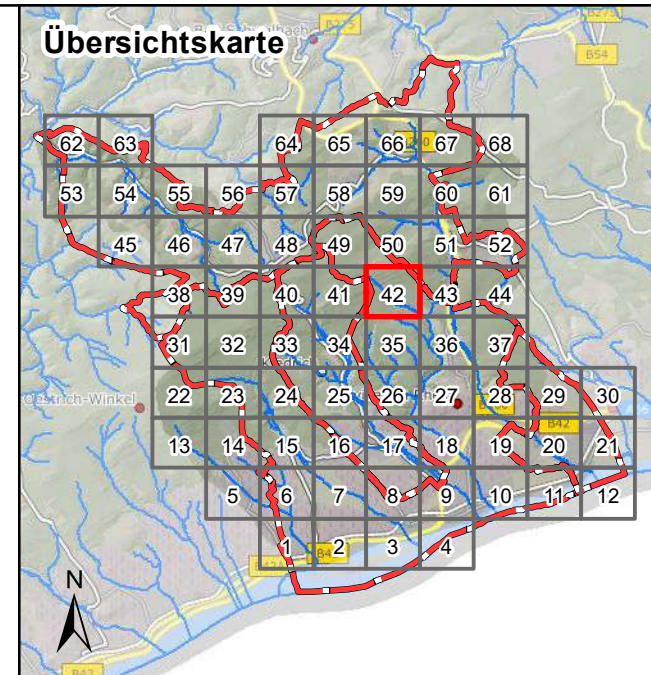 Übersichtskarte
B275
B54
62 63 64 65 66 67 68
53 54 55 56 57 58 59 60 61
45 46 47 48 49 50 51 52
38 39 40 41 42 43 44
31 32 33 34 35 36 37
22 23 24 25 26 27 28 29 30
Oestrich-Winkel
B42
13 14 15 16 17 18 19 20 21
5 6 7 8 9 10 11 12
1 2 3 4
N
B42